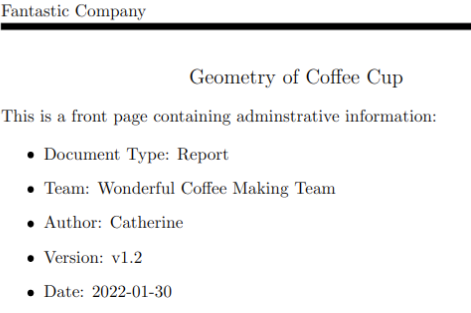 Fantastic Company
Geometry of Coffee Cup
This is a front page containing adminstrative information:
• Document Type: Report
• Team: Wonderful Coffee Making Team
• Author: Catherine
• Version: v1.2
• Date: 2022-01-30